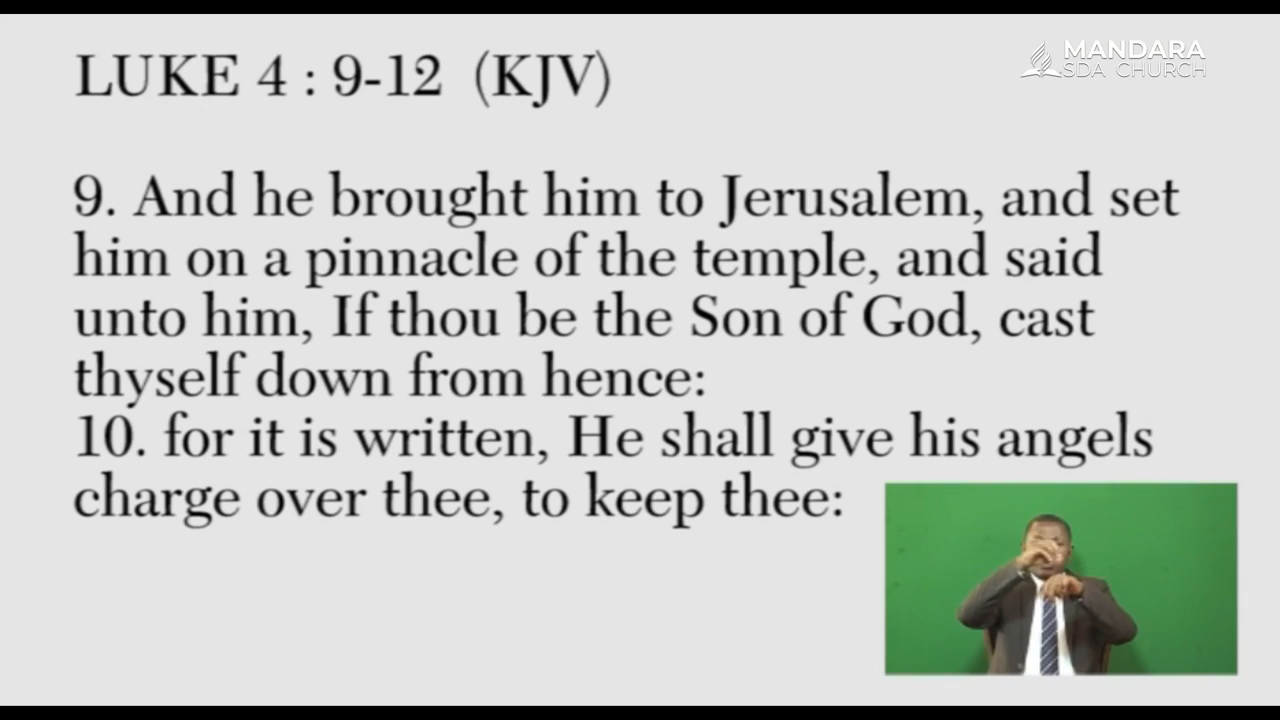 MANDARA
SDA CHURCH
LUKE 4 : 9-12 (KJV)
9. And he brought him to Jerusalem, and set
him on a pinnacle of the temple, and said
unto him, If thou be the Son of God, cast
thyself down from hence:
10. for it is written, He shall give his angels
charge over thee, to keep thee: